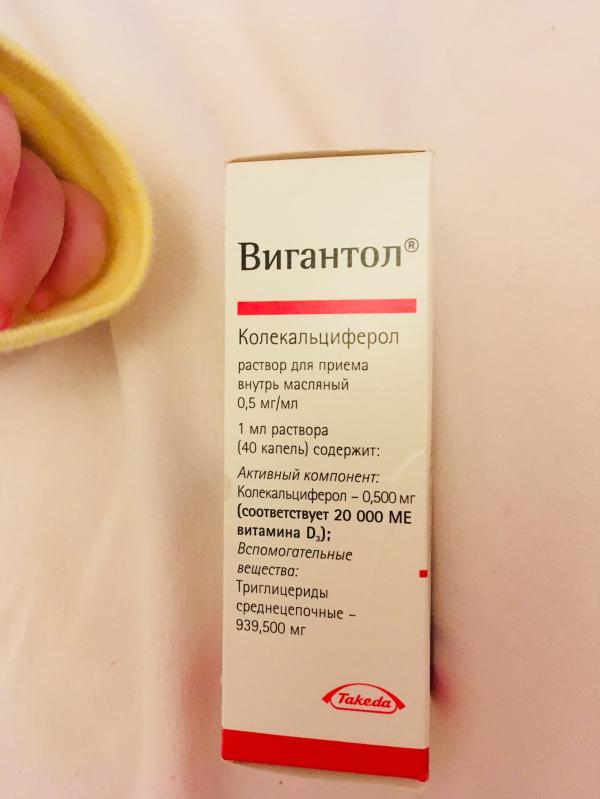 Вигантол®
Колекальциферол
раствор для приема
внутрь масляный
0,5 мг/мл
1 мл раствора
(40 капель) содержит:
Активный компонент:
Колекальциферол – 0,500 мг
(соответствует 20 000 МЕ
витамина D₃);
Вспомогательные
вещества:
Триглицериды
среднецепочные –
939,500 мг
Takeda